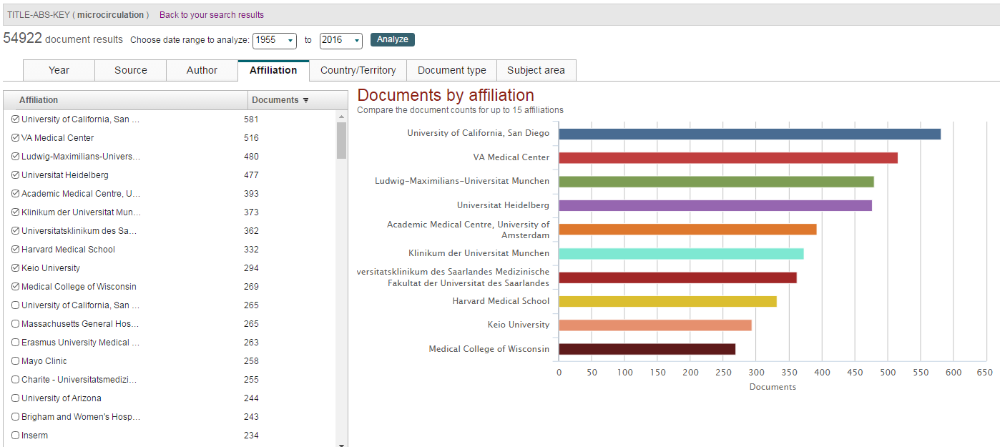 TITLE-ABS-KEY ( microcirculation ) Back to your search results
54922 document results Choose date range to analyze: 1955 to 2016 Analyze
Year Source Author Affiliation Country/Territory Document type Subject area
Affiliation Documents
University of California, San ... 581
VA Medical Center 516
Ludwig-Maximilians-Univers... 480
Universitat Heidelberg 477
Academic Medical Centre, U... 393
Klinikum der Universitat Mun... 373
Universitatsklinikum des Sa... 362
Harvard Medical School 332
Keio University 294
Medical College of Wisconsin 269
University of California, San ... 265
Massachusetts General Hos... 265
Erasmus University Medical ... 263
Mayo Clinic 258
Charite - Universitatsmedizi... 255
University of Arizona 244
Brigham and Women's Hosp... 243
Inserm 234
Documents by affiliation
Compare the document counts for up to 15 affiliations
University of California, San Diego
VA Medical Center
Ludwig-Maximilians-Universitat Munchen
Universitat Heidelberg
Academic Medical Centre, University of
Amsterdam
Klinikum der Universitat Munchen
versitatsklinikum des Saarlandes Medizinische
Fakultat der Universitat des Saarlandes
Harvard Medical School
Keio University
Medical College of Wisconsin
0 50 100 150 200 250 300 350 400 450 500 550 600 650
Documents